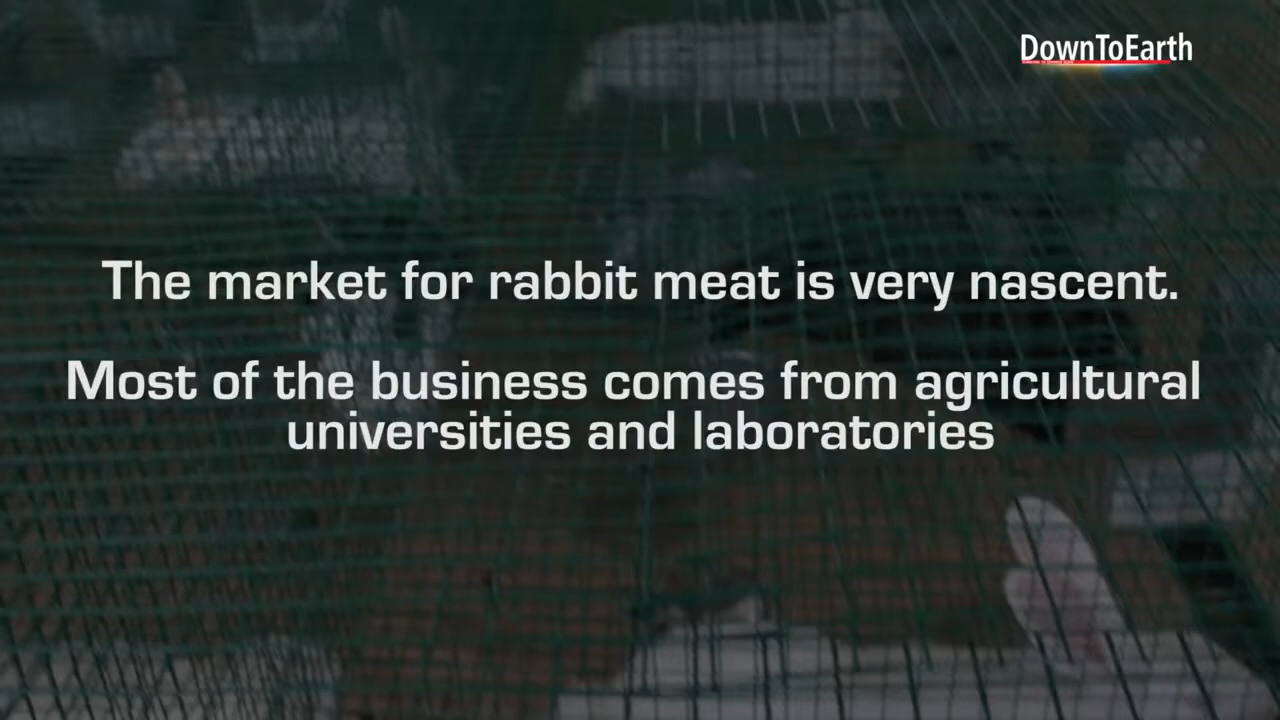 DownToEarth
The market for rabbit meat is very nascent.
Most of the business comes from agricultural
universities and laboratories